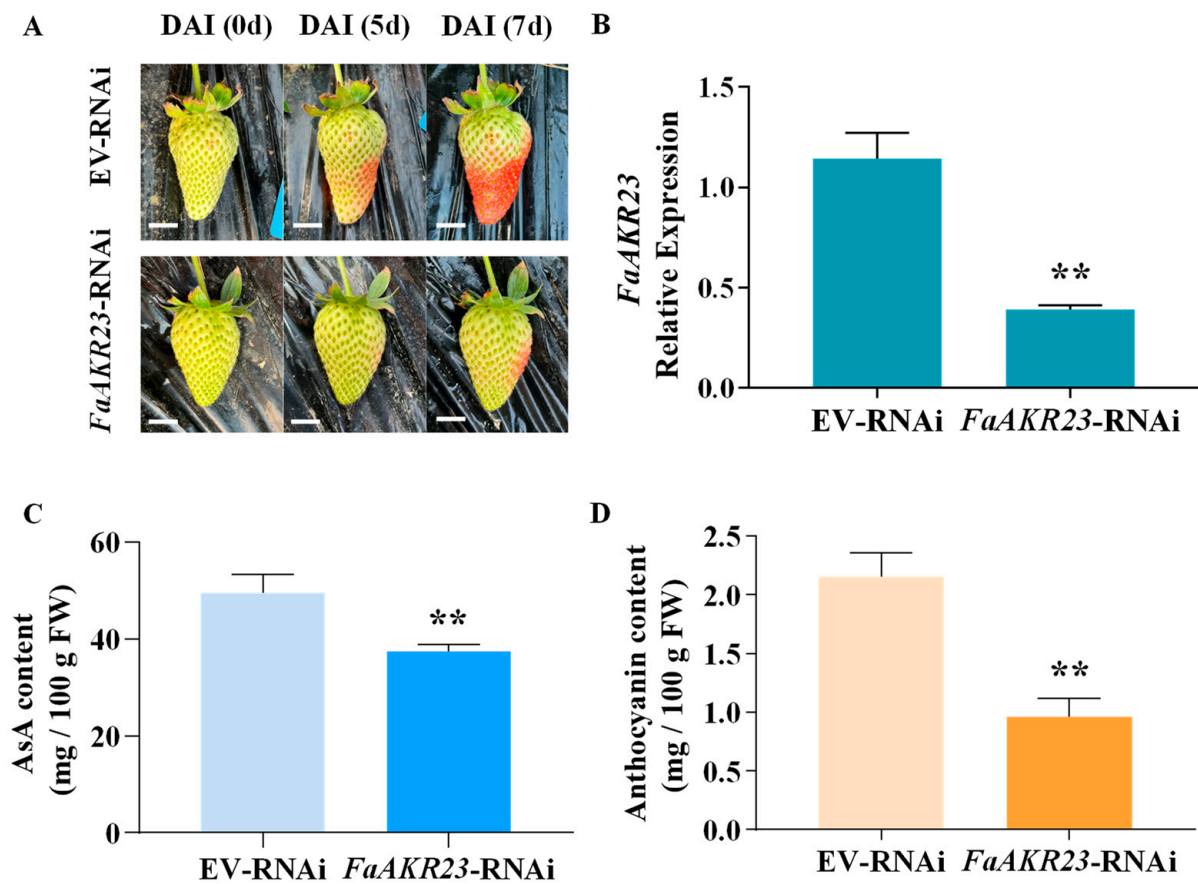 A
DAI (0d)
DAI (5d)
DAI (7d)
EV-RNAi
FaAKR23-RNAi
B
FaAKR23
Relative Expression
1.5
1.0
0.5
0.0
**
EV-RNAi
FaAKR23-RNAi
C
AsA content
(mg / 100 g FW)
60
40
20
0
**
EV-RNAi
FaAKR23-RNAi
D
Anthocyanin content
(mg / 100 g FW)
2.5
2.0
1.5
1.0
0.5
0.0
**
EV-RNAi
FaAKR23-RNAi